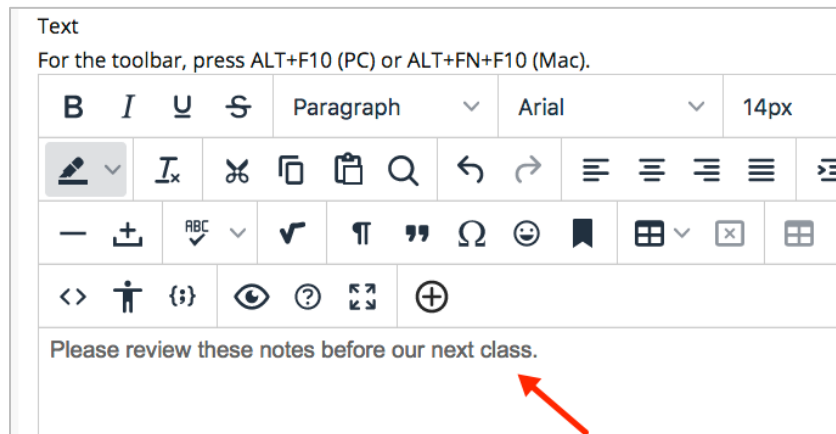 Text
For the toolbar, press ALT+F10 (PC) or ALT+FN+F10 (Mac).
B I U S Paragraph Arial 14px
ABC
Please review these notes before our next class.